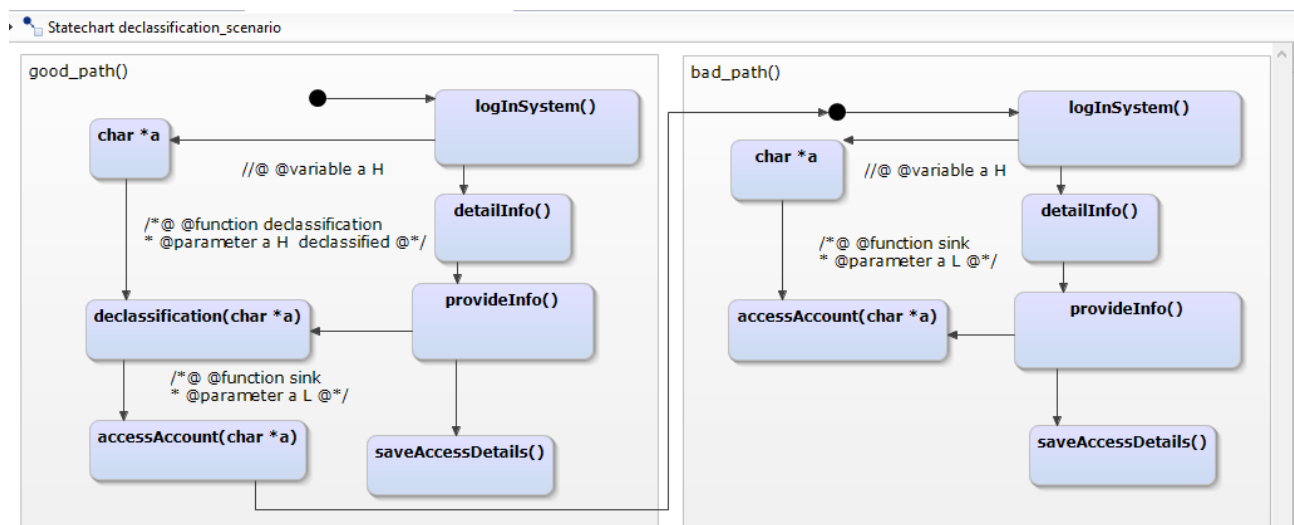 Statechart declassification_scenario
good_path()
logInSystem()
char *a
//@ @variable a H
detailInfo()
/*@ @function declassification
* @parameter a H  declassified @*/
provideInfo()
declassification(char *a)
/*@ @function sink
* @parameter a L @*/
accessAccount(char *a)
saveAccessDetails()
bad_path()
logInSystem()
char *a
//@ @variable a H
detailInfo()
/*@ @function sink
* @parameter a L @*/
accessAccount(char *a)
provideInfo()
saveAccessDetails()